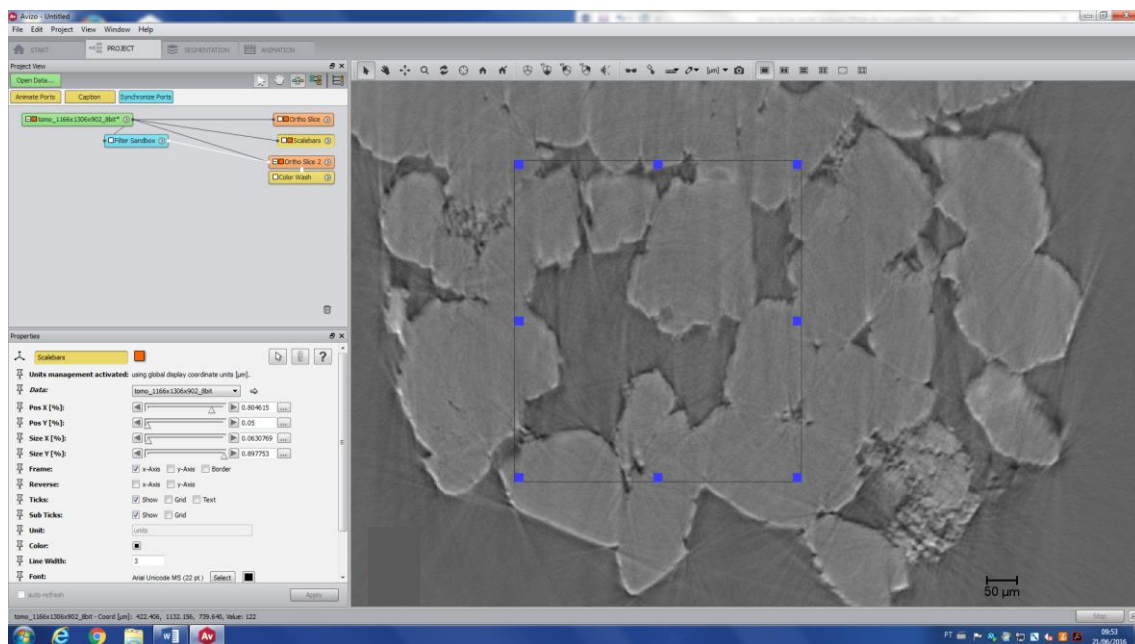 Avizo - Untitled
File Edit Project View Window Help
START PROJECT SEGMENTATION ANIMATION
Project View
Open Data...
Animate Ports Caption Synchronize Ports
tomo_1166x1306x902_8bit* Ortho Slice
Filter Sandbox Scalebars
Ortho Slice 2
Color Wash
Properties
Scalebars
Units management activated: using global display coordinate units [µm].
Data: tomo_1166x1306x902_8bit
Pos X [%]: 0.804615 ...
Pos Y [%]: 0.05 ...
Size X [%]: 0.0630769 ...
Size Y [%]: 0.897753 ...
Frame: x-Axis y-Axis Border
Reverse: x-Axis y-Axis
Ticks: Show Grid Text
Sub Ticks: Show Grid
Unit: units
Color:
Line Width: 3
Font: Arial Unicode MS (22 pt.) Select
auto-refresh Apply
[µm]
50 µm
tomo_1166x1306x902_8bit - Coord [µm]: 422.406, 1132.156, 739.640, Value: 122
Stop
W Av PT 09:53
21/06/2016